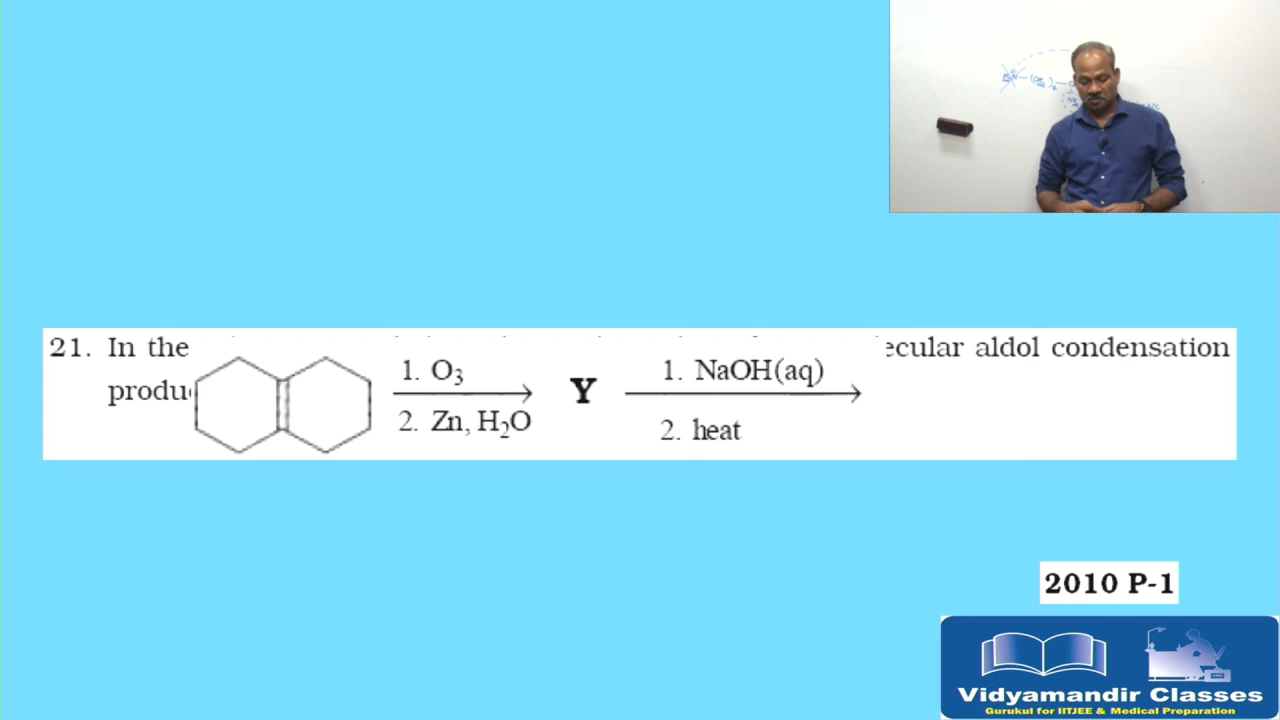 21. In the ecular aldol condensation
1. O₃ Y 1. NaOH(aq)
2. Zn, H₂O 2. heat
2010 P-1
Vidyamandir Classes
Gurukul for IITJEE & Medical Preparation